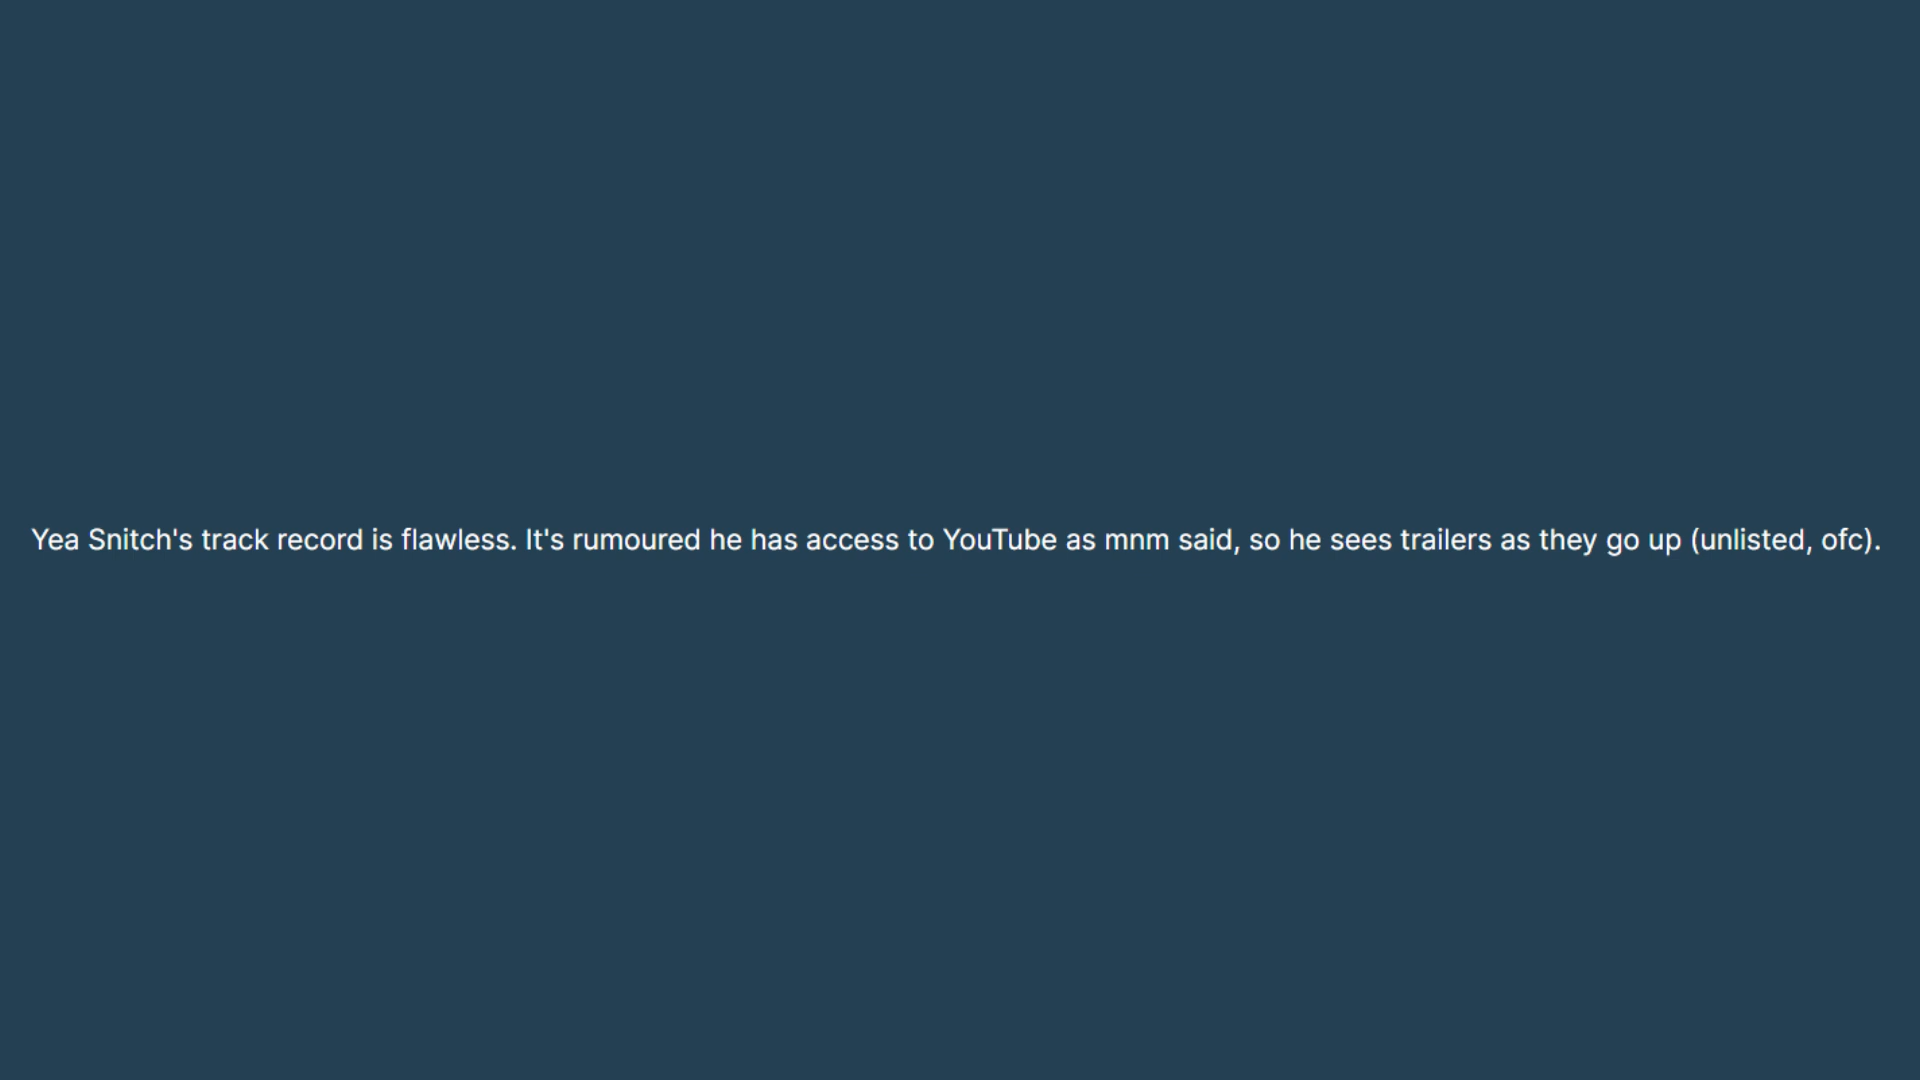 Yea Snitch's track record is flawless. It's rumoured he has access to YouTube as mnm said, so he sees trailers as they go up (unlisted, ofc).